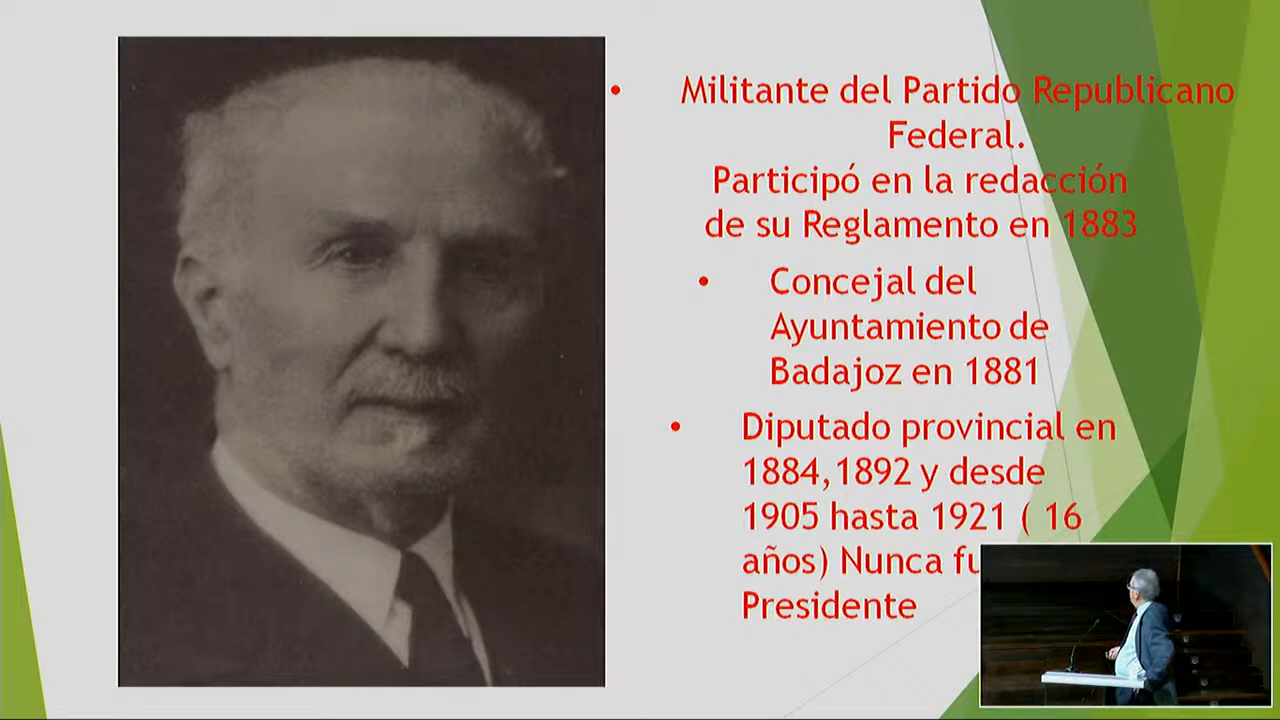 • Militante del Partido Republicano
Federal.
Participó en la redacción
de su Reglamento en 1883
• Concejal del
Ayuntamiento de
Badajoz en 1881
• Diputado provincial en
1884,1892 y desde
1905 hasta 1921 ( 16
años) Nunca
Presidente